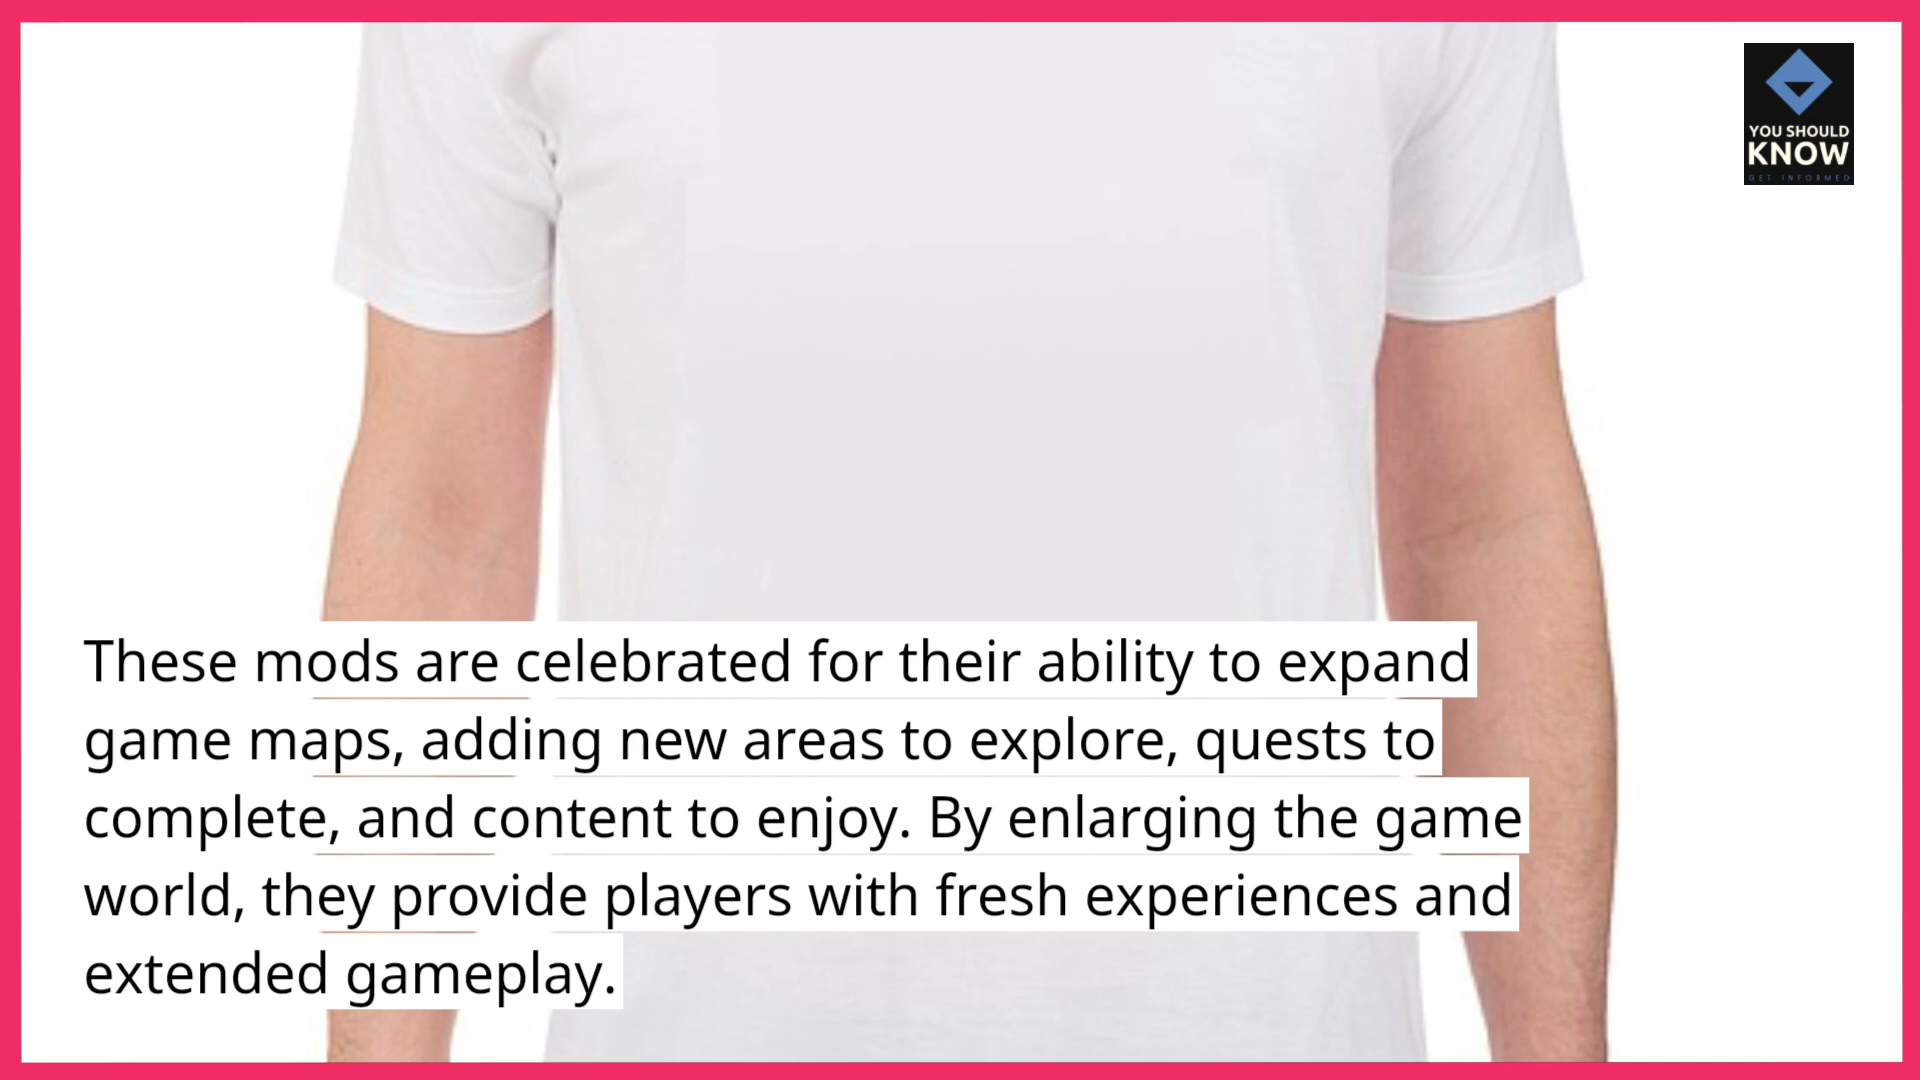 YOU SHOULD
KNOW
GET INFORMED
These mods are celebrated for their ability to expand
game maps, adding new areas to explore, quests to
complete, and content to enjoy. By enlarging the game
world, they provide players with fresh experiences and
extended gameplay.